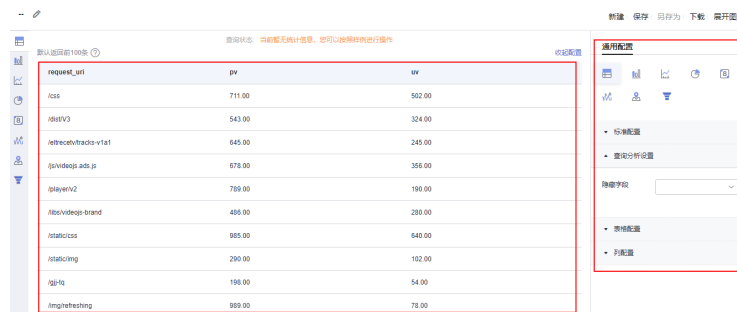 -- 新建 保存 另存为 下载 展开图
查询状态: 当前暂无统计信息，您可以按照样例进行操作
默认返回前100条 ? 收起配置
通用配置
request_uri pv uv
/css 711.00 502.00
/dist/V3 543.00 324.00
/eltrecetv/tracks-v1a1 645.00 245.00
/js/videojs.ads.js 678.00 356.00
/player/v2 789.00 190.00
/libs/videojs-brand 486.00 280.00
/static/css 985.00 640.00
/static/img 290.00 102.00
/gjj-tq 198.00 54.00
/img/refreshing 989.00 78.00
标准配置
查询分析设置
隐藏字段
表格配置
列配置